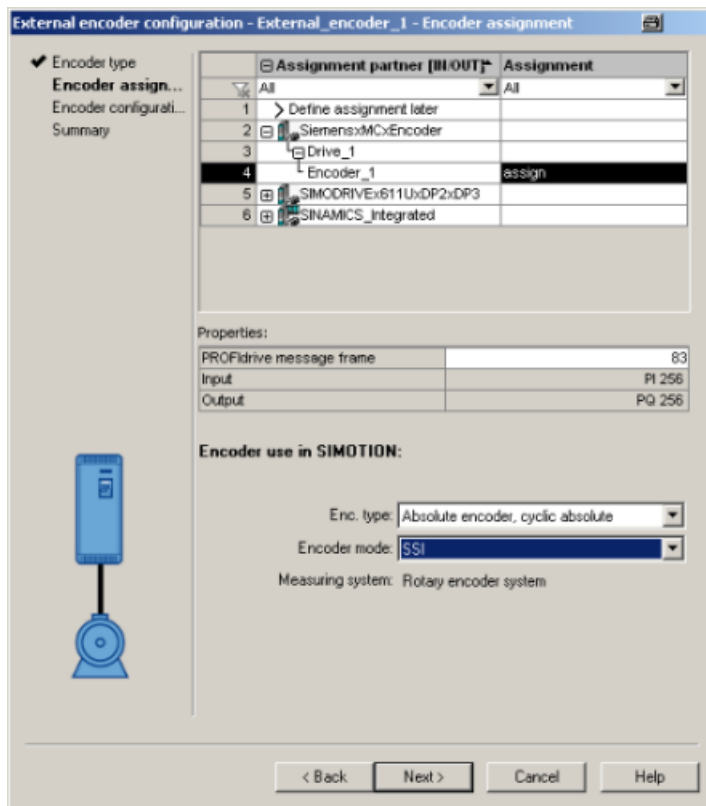 External encoder configuration - External_encoder_1 - Encoder assignment
Encoder type
Encoder assign...
Encoder configurati...
Summary
Assignment partner [IN/OUT] Assignment
All All
1 Define assignment later
2 SiemensxMCxEncoder
3 Drive_1
4 Encoder_1 assign
5 SIMODRIVEx611UxDP2xDP3
6 SINAMICS_Integrated
Properties:
PROFIdrive message frame 83
Input PI 256
Output PQ 256
Encoder use in SIMOTION:
Enc. type: Absolute encoder, cyclic absolute
Encoder mode: SSI
Measuring system: Rotary encoder system
< Back Next > Cancel Help